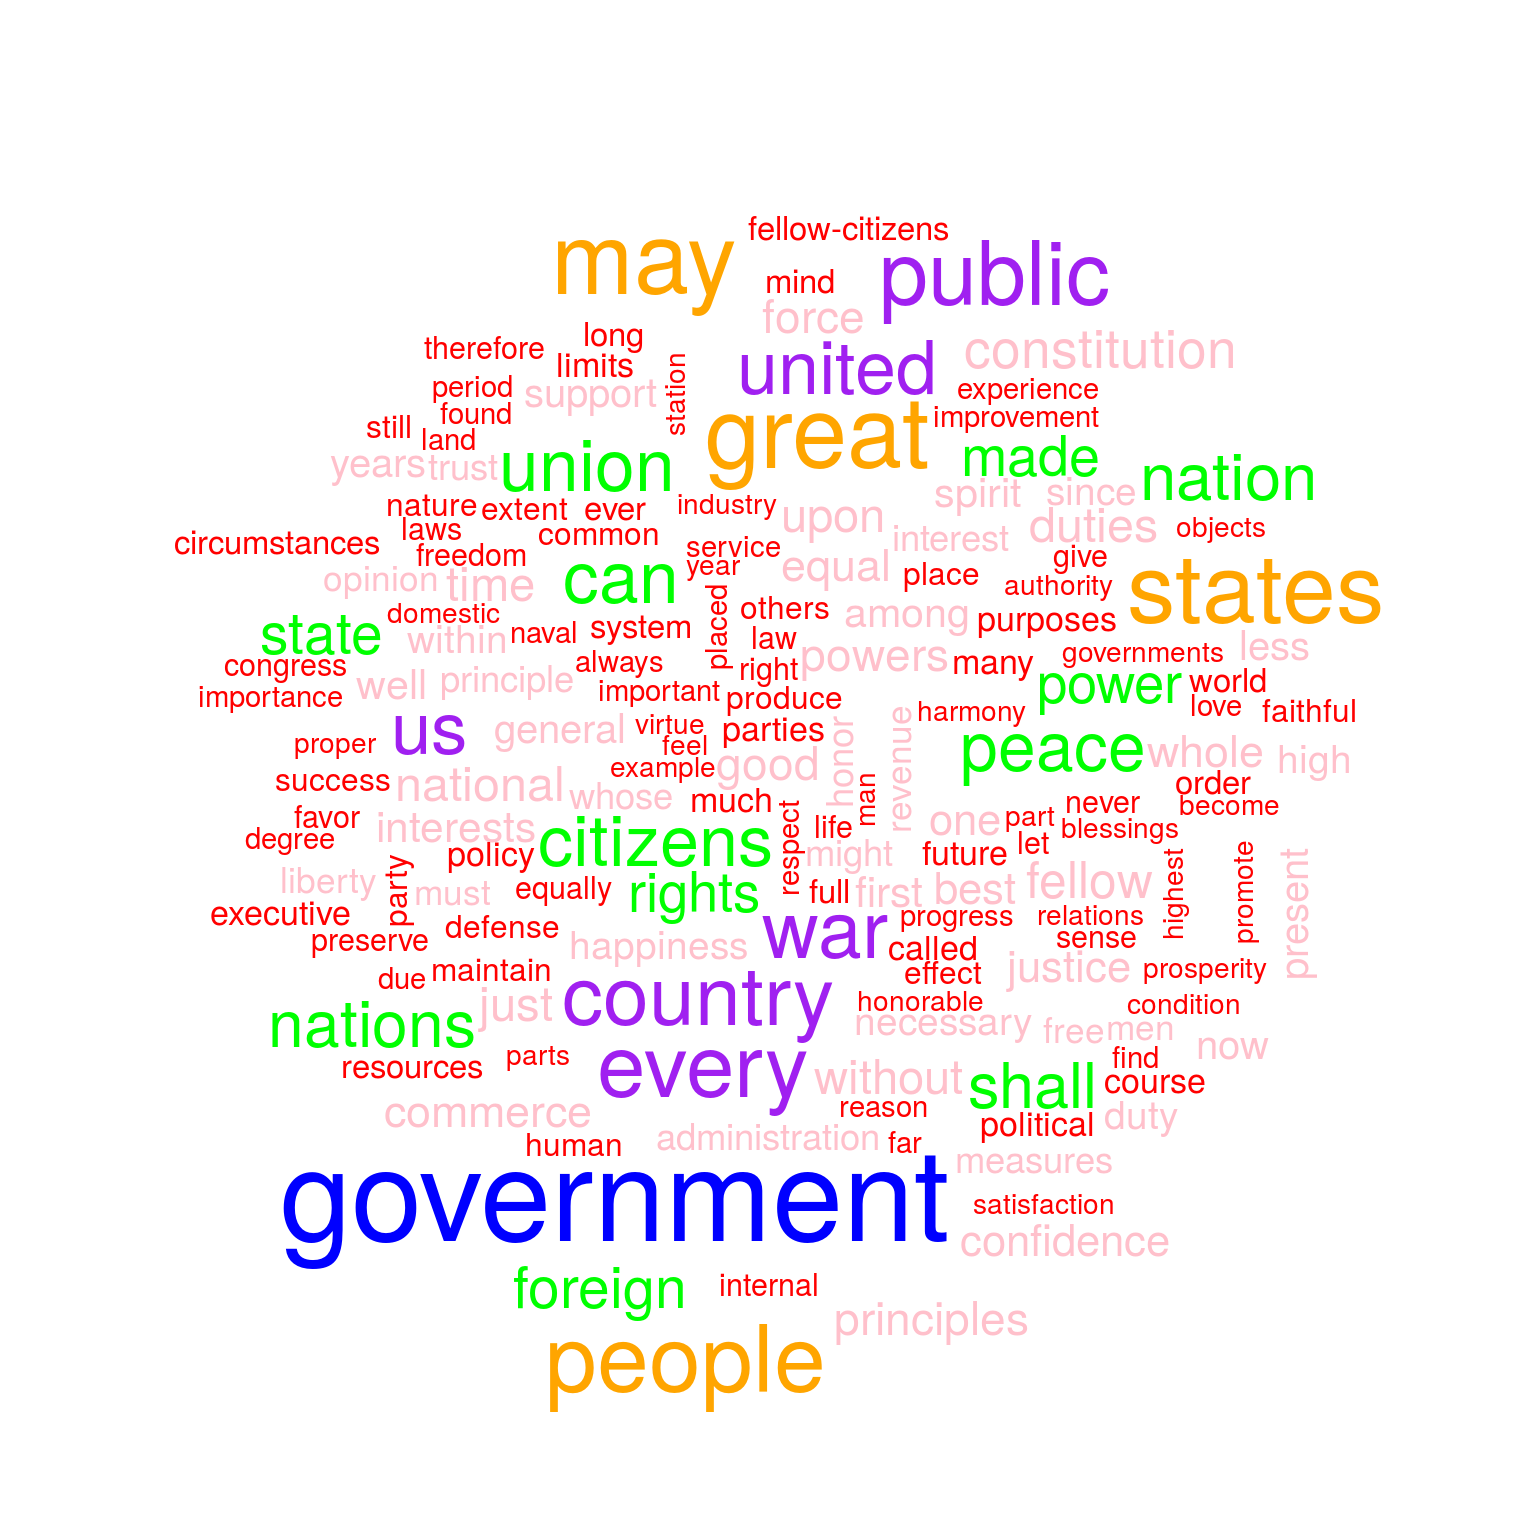 fellow-citizens
may
public
mind
force
long
therefore
limits
united
constitution
station
period
support
experience
found
great
improvement
still
land
years
trust
union
made
nation
spirit
since
nature
extent
ever
industry
upon
duties
objects
laws
common
interest
circumstances
freedom
service
year
equal
give
place
opinion
time
can
authority
states
domestic
placed
others
among
purposes
state
within
naval
system
law
less
congress
always
right
powers
many
governments
importance
well
principle
important
produce
power
world
love
faithful
proper
us
general
virtue
feel
parties
honor
revenue
harmony
peace
whole
high
success
national
example
good
whose
much
man
order
never
become
favor
degree
interests
citizens
respect
life
one
part
blessings
policy
might
future
let
liberty
party
must
equally
rights
full
first
best
fellow
highest
promote
present
executive
war
progress
relations
preserve
defense
happiness
called
sense
due
maintain
effect
justice
prosperity
just
country
honorable
condition
nations
necessary
free
men
now
resources
parts
every
without
shall
find
course
commerce
reason
political
duty
human
administration
far
measures
government
satisfaction
confidence
foreign
internal
principles
people